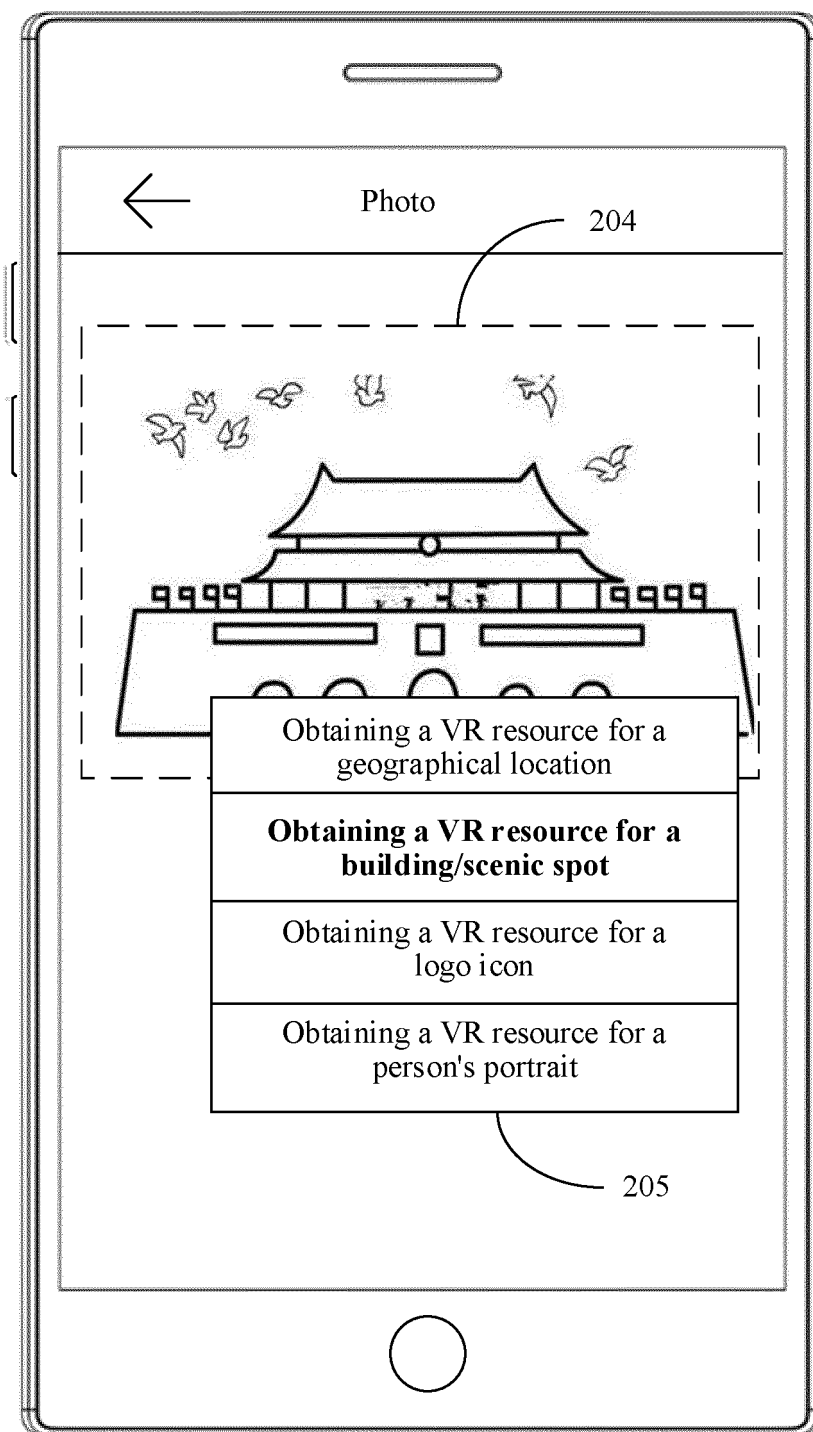 Photo
204
Obtaining a VR resource for a
geographical location
Obtaining a VR resource for a
building/scenic spot
Obtaining a VR resource for a
logo icon
Obtaining a VR resource for a
person's portrait
205